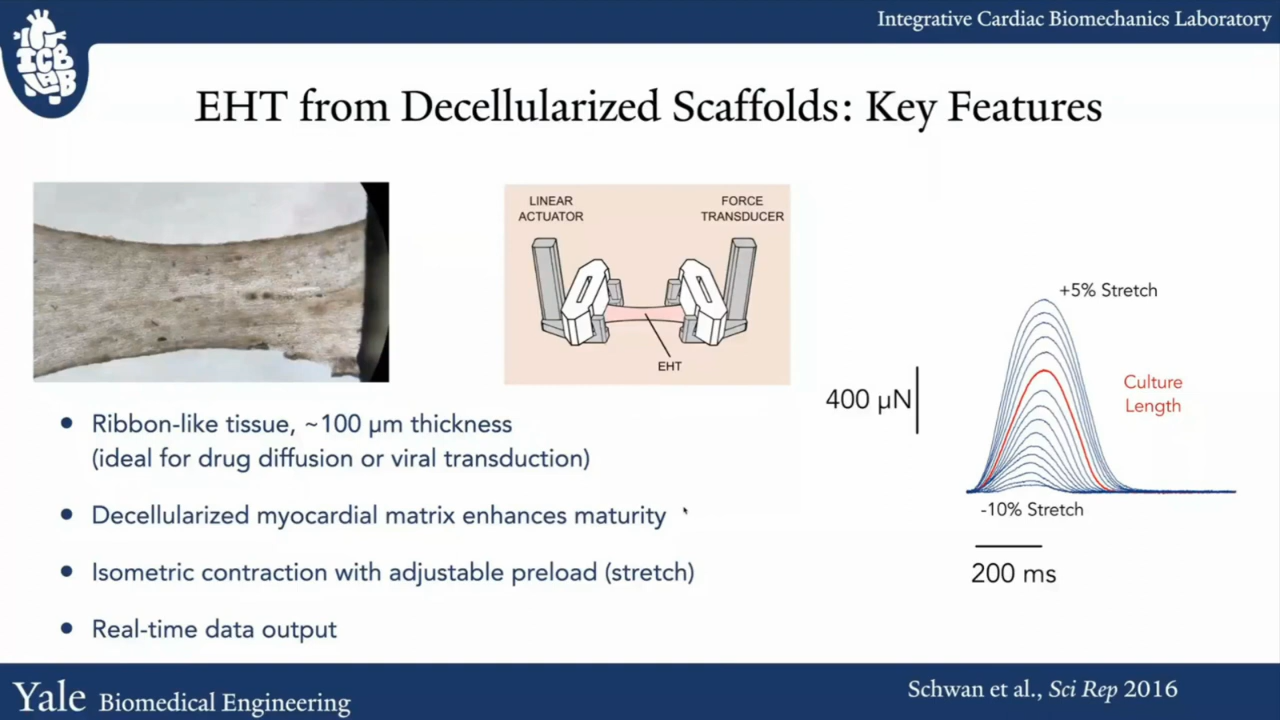 Integrative Cardiac Biomechanics Laboratory
ICB
LAB
EHT from Decellularized Scaffolds: Key Features
LINEAR
ACTUATOR
FORCE
TRANSDUCER
EHT
• Ribbon-like tissue, ~100 µm thickness
(ideal for drug diffusion or viral transduction)
• Decellularized myocardial matrix enhances maturity
• Isometric contraction with adjustable preload (stretch)
• Real-time data output
+5% Stretch
Culture
Length
400 µN
-10% Stretch
200 ms
Yale Biomedical Engineering
Schwan et al., Sci Rep 2016